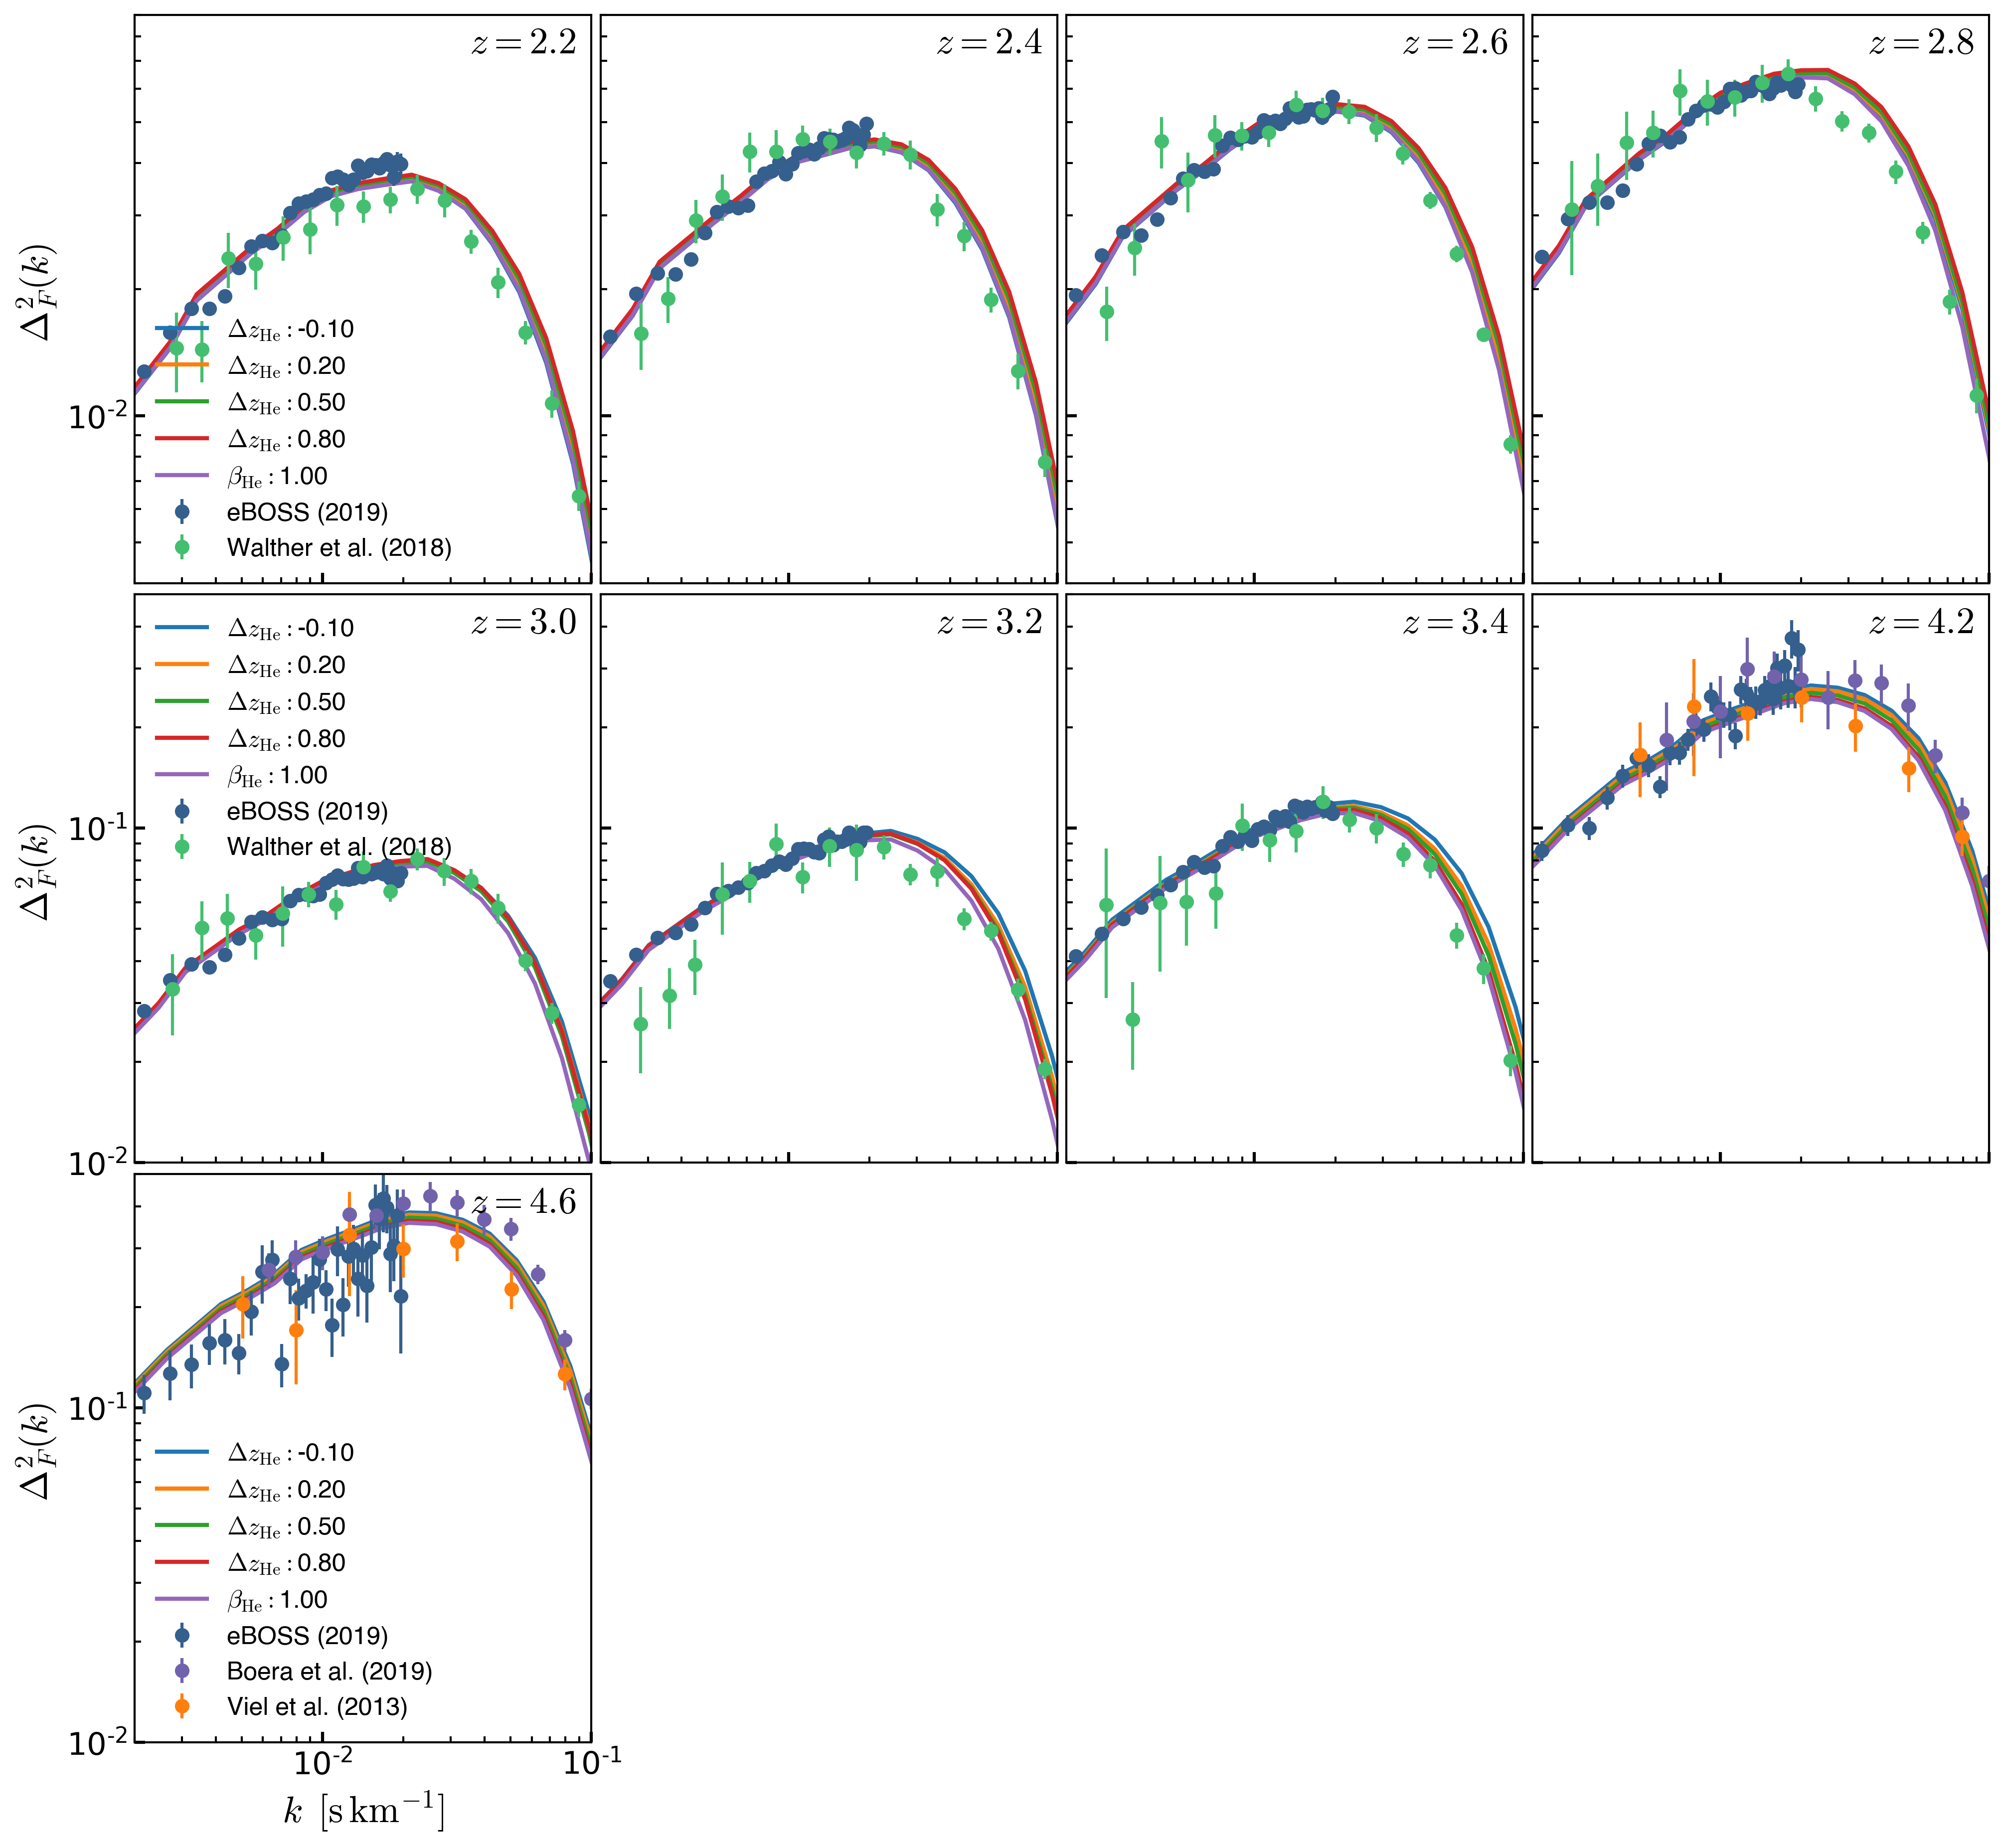 z = 2.2
z = 2.4
z = 2.6
z = 2.8
Δ²_F(k)
10⁻²
Δz_He : -0.10
Δz_He : 0.20
Δz_He : 0.50
Δz_He : 0.80
β_He : 1.00
eBOSS (2019)
Walther et al. (2018)
z = 3.0
z = 3.2
z = 3.4
z = 4.2
Δ²_F(k)
10⁻¹
10⁻²
Δz_He : -0.10
Δz_He : 0.20
Δz_He : 0.50
Δz_He : 0.80
β_He : 1.00
eBOSS (2019)
Walther et al. (2018)
z = 4.6
Δ²_F(k)
10⁻¹
10⁻²
Δz_He : -0.10
Δz_He : 0.20
Δz_He : 0.50
Δz_He : 0.80
β_He : 1.00
eBOSS (2019)
Boera et al. (2019)
Viel et al. (2013)
10⁻² 10⁻¹
k [s km⁻¹]